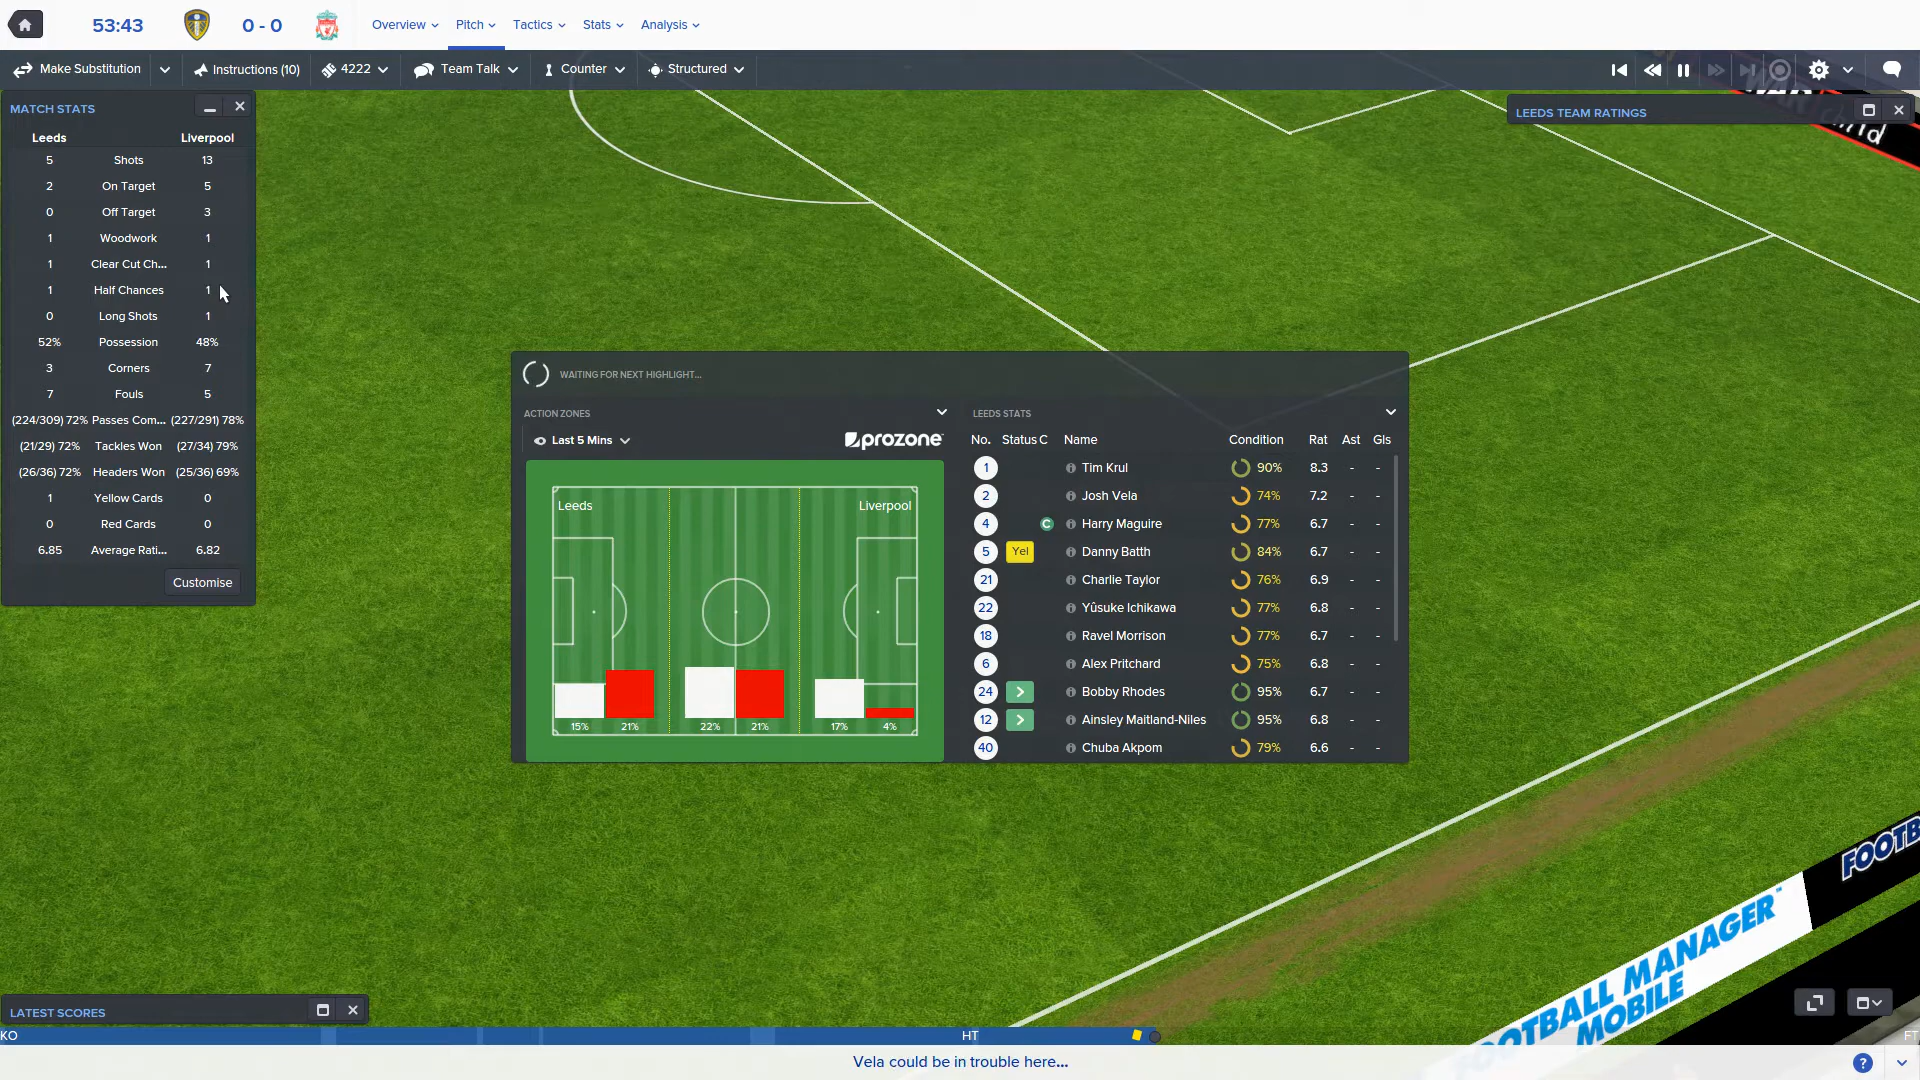 53:43
0 - 0
Overview
Pitch
Tactics
Stats
Analysis
Make Substitution
Instructions (10)
4222
Team Talk
Counter
Structured
MATCH STATS
Leeds Liverpool
5 Shots 13
2 On Target 5
0 Off Target 3
1 Woodwork 1
1 Clear Cut Ch... 1
1 Half Chances 1
0 Long Shots 1
52% Possession 48%
3 Corners 7
7 Fouls 5
(224/309) 72% Passes Com... (227/291) 78%
(21/29) 72% Tackles Won (27/34) 79%
(26/36) 72% Headers Won (25/36) 69%
1 Yellow Cards 0
0 Red Cards 0
6.85 Average Rati... 6.82
Customise
LEEDS TEAM RATINGS
child
WAITING FOR NEXT HIGHLIGHT...
ACTION ZONES
Last 5 Mins
prozone
Leeds
Liverpool
15% 21% 22% 21% 17% 4%
LEEDS STATS
No. Status C Name Condition Rat Ast Gls
1 Tim Krul 90% 8.3 - -
2 Josh Vela 74% 7.2 - -
4 C Harry Maguire 77% 6.7 - -
5 Yel Danny Batth 84% 6.7 - -
21 Charlie Taylor 76% 6.9 - -
22 Yûsuke Ichikawa 77% 6.8 - -
18 Ravel Morrison 77% 6.7 - -
6 Alex Pritchard 75% 6.8 - -
24 Bobby Rhodes 95% 6.7 - -
12 Ainsley Maitland-Niles 95% 6.8 - -
40 Chuba Akpom 79% 6.6 - -
FOOTBALL MANAGER
MOBILE™
FOOTB
LATEST SCORES
KO
HT
FT
Vela could be in trouble here...
?